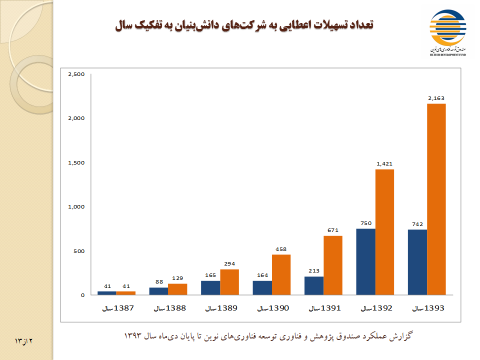 تعداد تسهیلات اعطایی به شرکت‌های دانش‌بنیان به تفکیک سال
2,500
2,000
1,500
1,000
500
0
41 41
88 129
165 294
164 458
213 671
750 1,421
742 2,163
سال 1387
سال 1388
سال 1389
سال 1390
سال 1391
سال 1392
سال 1393
گزارش عملکرد صندوق پژوهش و فناوری توسعه فناوری‌های نوین تا پایان دی‌ماه سال ۱۳۹۳
۲ از ۱۳